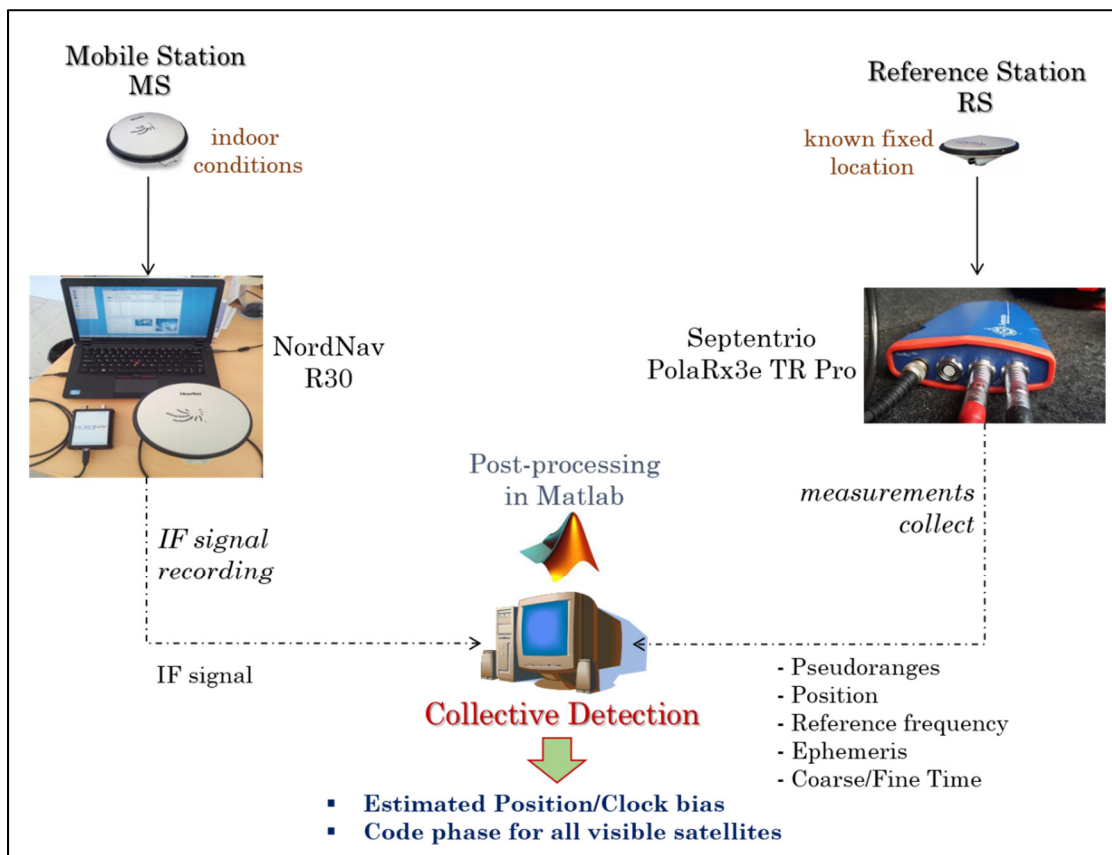 Mobile Station
MS
indoor
conditions
Reference Station
RS
known fixed
location
NordNav
R30
Septentrio
PolaRx3e TR Pro
Post-processing
in Matlab
IF signal
recording
measurements
collect
IF signal
- Pseudoranges
- Position
- Reference frequency
- Ephemeris
- Coarse/Fine Time
Collective Detection
▪ Estimated Position/Clock bias
▪ Code phase for all visible satellites